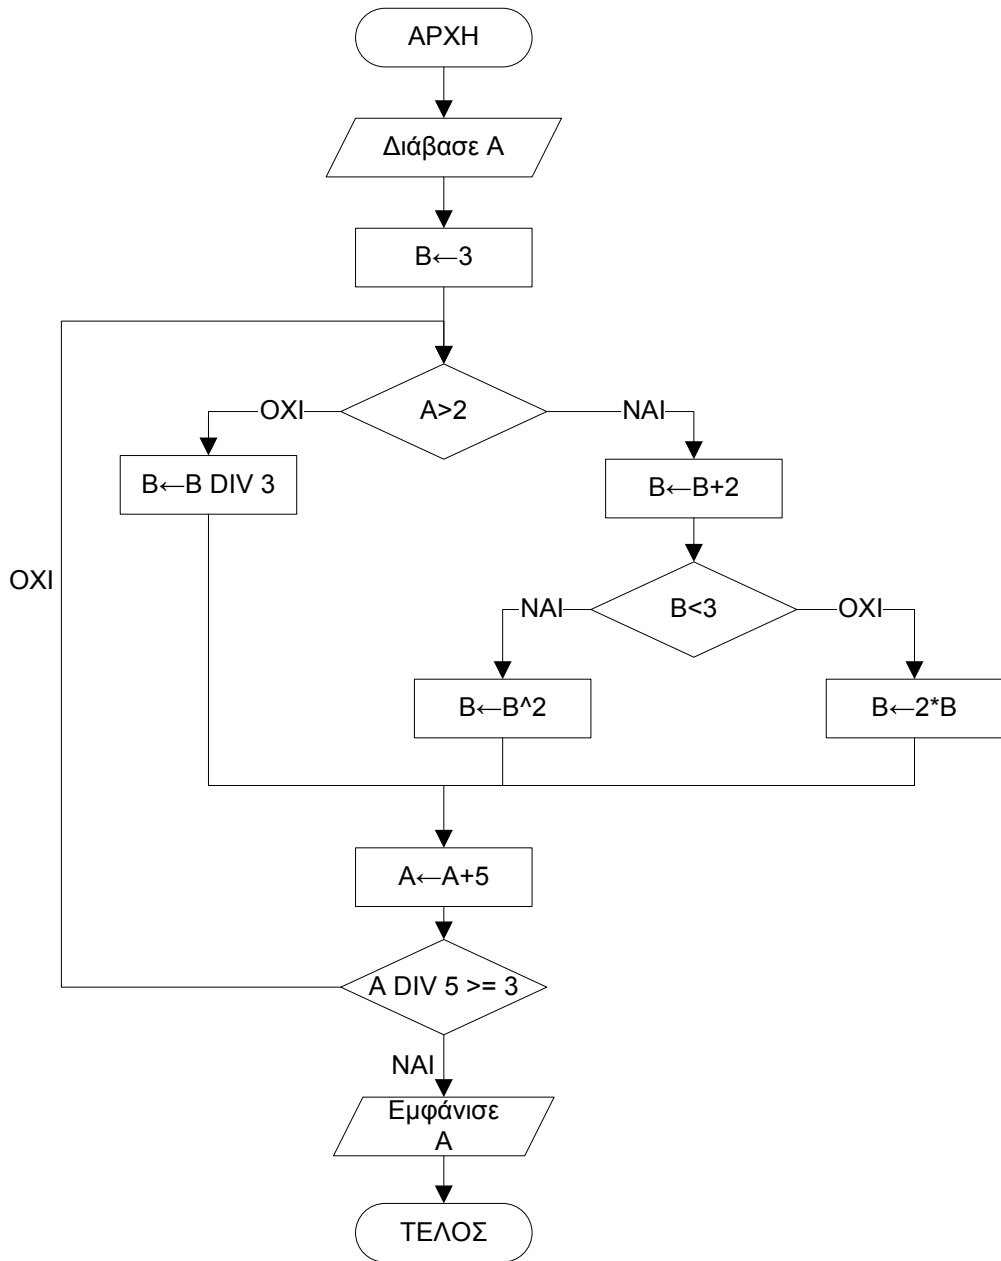 ΑΡΧΗ
Διάβασε Α
Β←3
Α>2
ΟΧΙ
ΝΑΙ
Β←Β DIV 3
Β←Β+2
ΟΧΙ
Β<3
ΝΑΙ
ΟΧΙ
Β←Β^2
Β←2*Β
Α←Α+5
Α DIV 5 >= 3
ΝΑΙ
Εμφάνισε
Α
ΤΕΛΟΣ